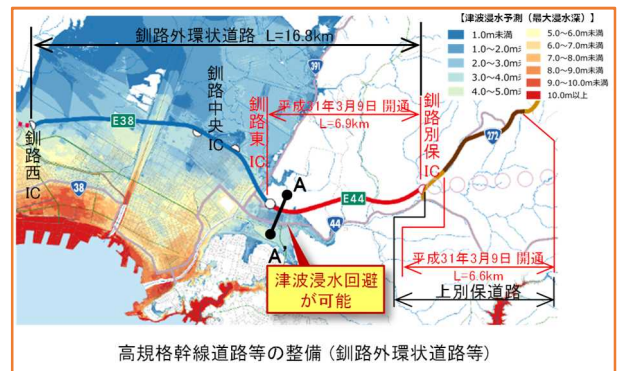 【津波浸水予測（最大浸水深）】
1.0m未満
1.0～2.0m
2.0～3.0m
3.0～4.0m
4.0～5.0m
5.0～6.0m未満
6.0～7.0m未満
7.0～8.0m未満
8.0～9.0m未満
9.0～10.0m未満
10.0m以上
釧路外環状道路 L=16.8km
391
釧路西IC
釧路中央IC
釧路東IC
釧路別保IC
平成31年3月9日 開通
L=6.9km
E38
38
272
A
E44
44
A'
津波浸水回避
が可能
平成31年3月9日 開通
L=6.6km
上別保道路
高規格幹線道路等の整備（釧路外環状道路等）